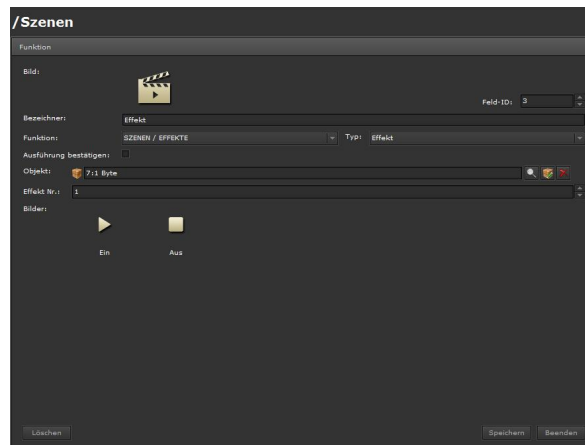 /Szenen
Funktion
Bild:
Feld-ID: 3
Bezeichner: Effekt
Funktion: SZENEN / EFFEKTE Typ: Effekt
Ausführung bestätigen:
Objekt: 7:1 Byte
Effekt Nr.: 1
Bilder:
Ein Aus
Löschen Speichern Beenden